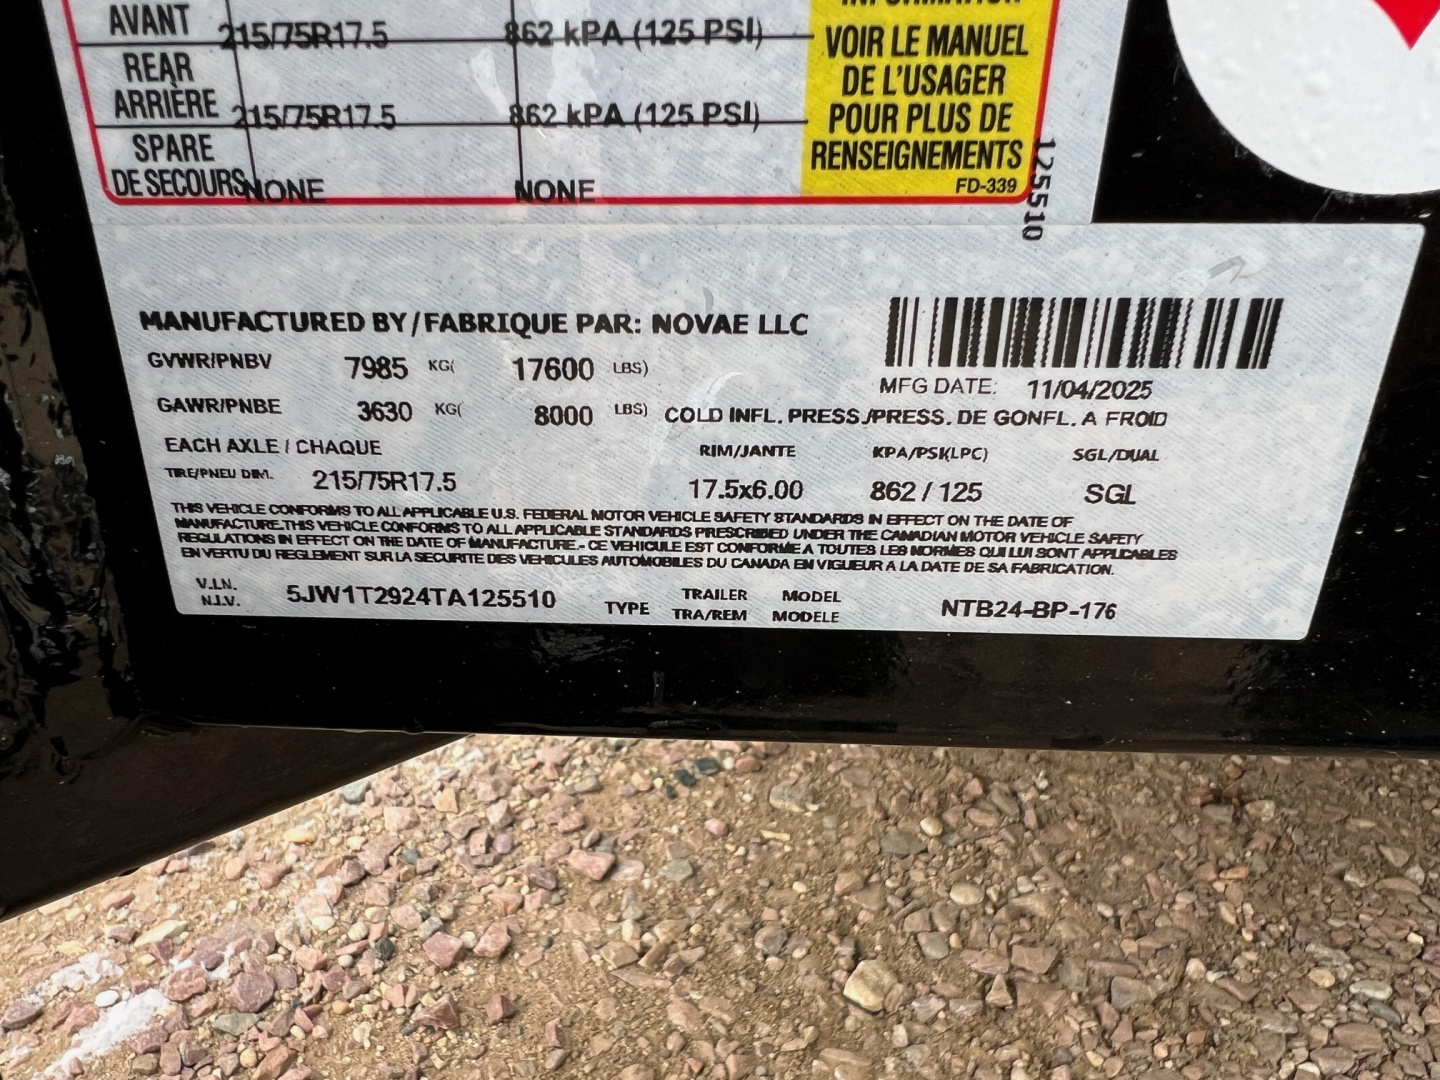 INFORMATION
AVANT 215/75R17.5 862 kPA (125 PSI)
VOIR LE MANUEL
DE L'USAGER
POUR PLUS DE
RENSEIGNEMENTS
FD-339
REAR
ARRIÈRE 215/75R17.5 862 kPA (125 PSI)
SPARE
DE SECOURS NONE NONE
125510
MANUFACTURED BY/FABRIQUE PAR: NOVAE LLC
GVWR/PNBV 7985 KG( 17600 LBS)
MFG DATE: 11/04/2025
GAWR/PNBE 3630 KG( 8000 LBS) COLD INFL. PRESS./PRESS. DE GONFL. A FROID
EACH AXLE / CHAQUE RIM/JANTE KPA/PSI(LPC) SGL/DUAL
TIRE/PNEU DIM. 215/75R17.5 17.5x6.00 862 / 125 SGL
THIS VEHICLE CONFORMS TO ALL APPLICABLE U.S. FEDERAL MOTOR VEHICLE SAFETY STANDARDS IN EFFECT ON THE DATE OF
MANUFACTURE.THIS VEHICLE CONFORMS TO ALL APPLICABLE STANDARDS PRESCRIBED UNDER THE CANADIAN MOTOR VEHICLE SAFETY
REGULATIONS IN EFFECT ON THE DATE OF MANUFACTURE.- CE VEHICULE EST CONFORME A TOUTES LES NORMES QUI LUI SONT APPLICABLES
EN VERTU DU REGLEMENT SUR LA SECURITE DES VEHICULES AUTOMOBILES DU CANADA EN VIGUEUR A LA DATE DE SA FABRICATION.
V.I.N.
N.I.V. 5JW1T2924TA125510 TYPE TRAILER
TRA/REM MODEL
MODELE NTB24-BP-176